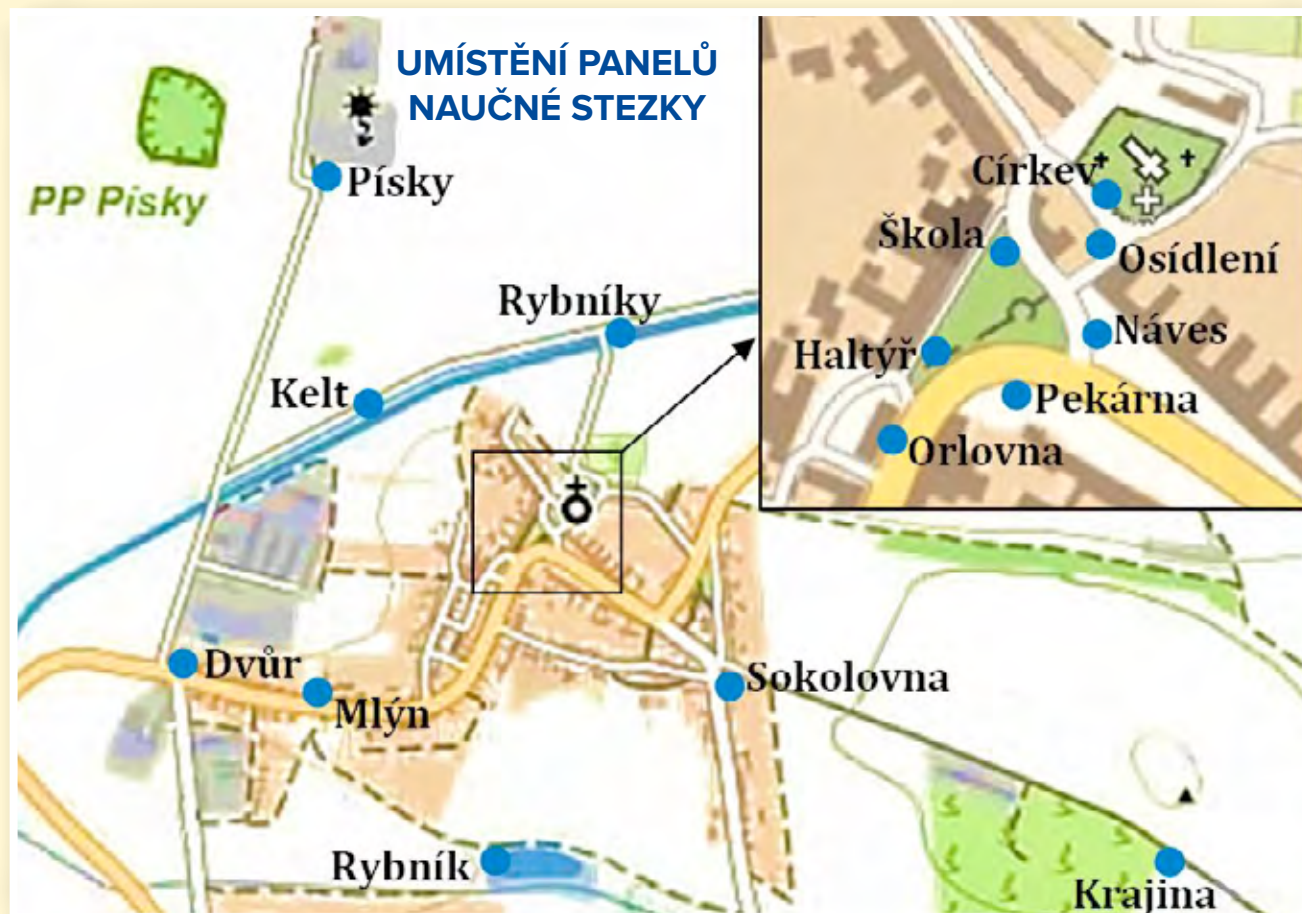 UMÍSTĚNÍ PANELŮ
NAUČNÉ STEZKY
PP Písky
Písky
Rybníky
Kelt
Dvůr
Mlýn
Sokolovna
Rybník
Krajina
Církev
Škola
Osídlení
Náves
Haltýř
Pekárna
Orlovna